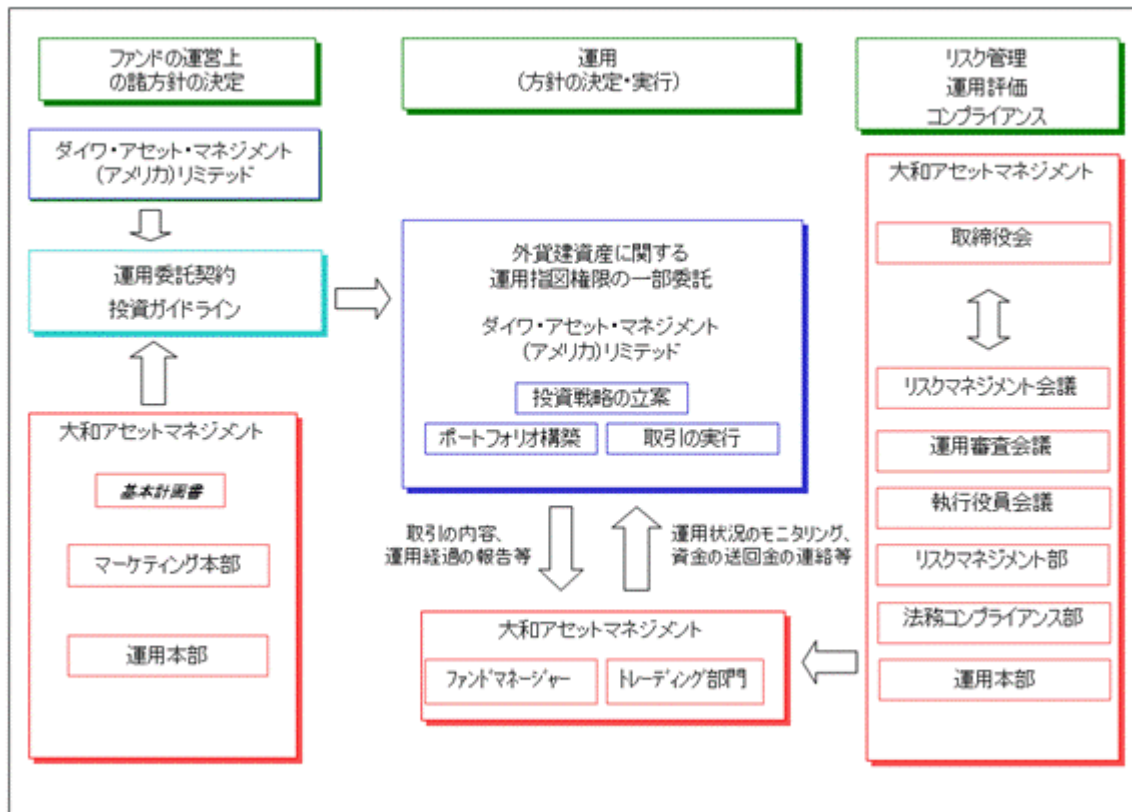 ファンドの運営上
の諸方針の決定
運用
(方針の決定・実行)
リスク管理
運用評価
コンプライアンス
ダイワ・アセット・マネジメント
(アメリカ)リミテッド
運用委託契約
投資ガイドライン
大和アセットマネジメント
基本計画書
マーケティング本部
運用本部
外貨建資産に関する
運用指図権限の一部委託
ダイワ・アセット・マネジメント
(アメリカ)リミテッド
投資戦略の立案
ポートフォリオ構築
取引の実行
取引の内容、
運用経過の報告等
運用状況のモニタリング、
資金の送回金の連絡等
大和アセットマネジメント
ファンドマネージャー
トレーディング部門
大和アセットマネジメント
取締役会
リスクマネジメント会議
運用審査会議
執行役員会議
リスクマネジメント部
法務コンプライアンス部
運用本部